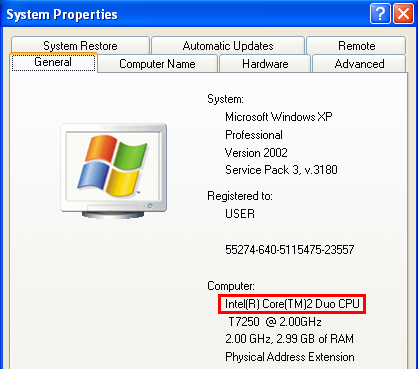 System Properties
System Restore Automatic Updates Remote
General Computer Name Hardware Advanced
System:
Microsoft Windows XP
Professional
Version 2002
Service Pack 3, v.3180
Registered to:
USER
55274-640-5115475-23557
Computer:
Intel(R) Core(TM)2 Duo CPU
T7250 @ 2.00GHz
2.00 GHz, 2.99 GB of RAM
Physical Address Extension